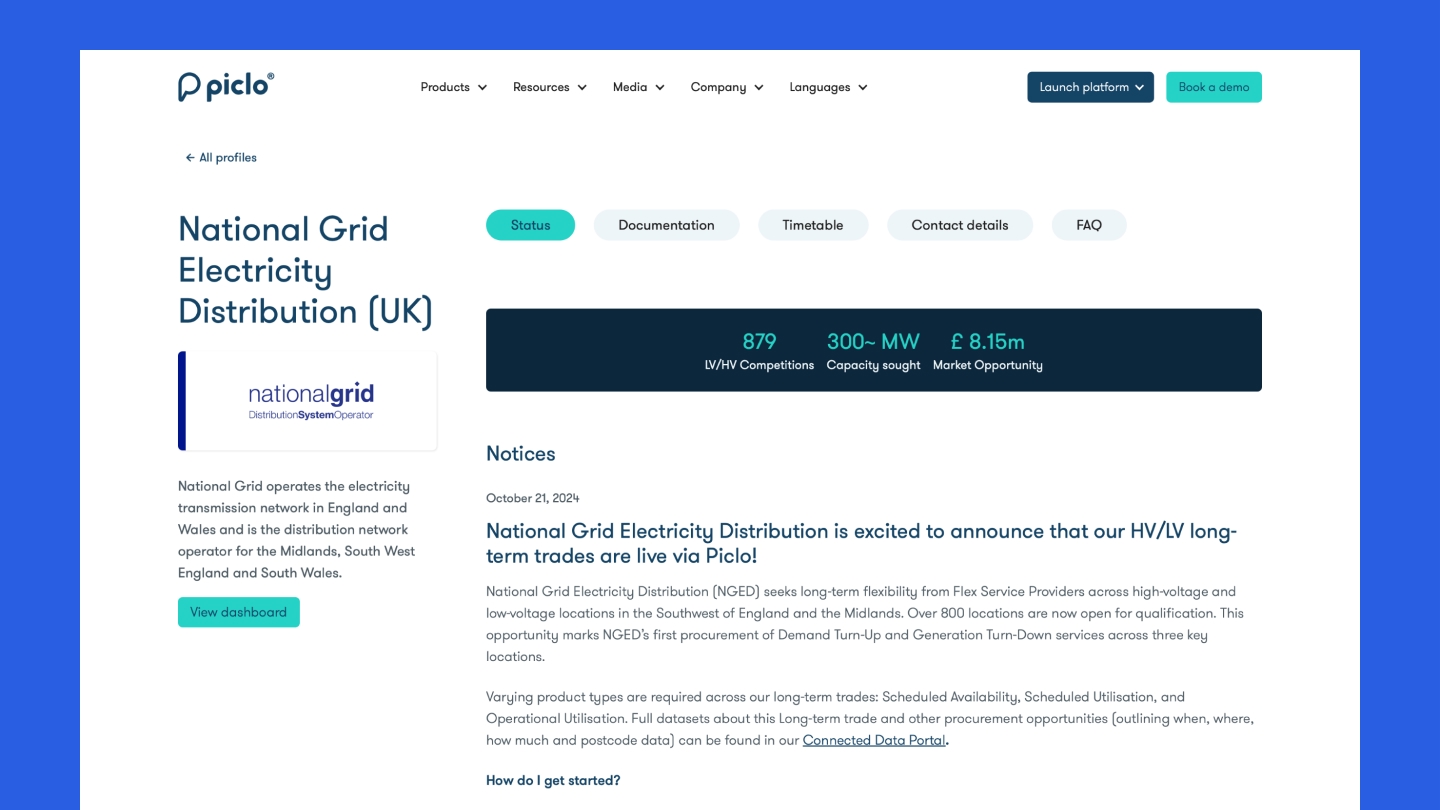 piclo®
Products
Resources
Media
Company
Languages
Launch platform
Book a demo
← All profiles
National Grid
Electricity
Distribution (UK)
nationalgrid
DistributionSystemOperator
National Grid operates the electricity
transmission network in England and
Wales and is the distribution network
operator for the Midlands, South West
England and South Wales.
View dashboard
Status
Documentation
Timetable
Contact details
FAQ
879
LV/HV Competitions
300~ MW
Capacity sought
£ 8.15m
Market Opportunity
Notices
October 21, 2024
National Grid Electricity Distribution is excited to announce that our HV/LV long-
term trades are live via Piclo!
National Grid Electricity Distribution (NGED) seeks long-term flexibility from Flex Service Providers across high-voltage and
low-voltage locations in the Southwest of England and the Midlands. Over 800 locations are now open for qualification. This
opportunity marks NGED's first procurement of Demand Turn-Up and Generation Turn-Down services across three key
locations.
Varying product types are required across our long-term trades: Scheduled Availability, Scheduled Utilisation, and
Operational Utilisation. Full datasets about this Long-term trade and other procurement opportunities (outlining when, where,
how much and postcode data) can be found in our Connected Data Portal.
How do I get started?